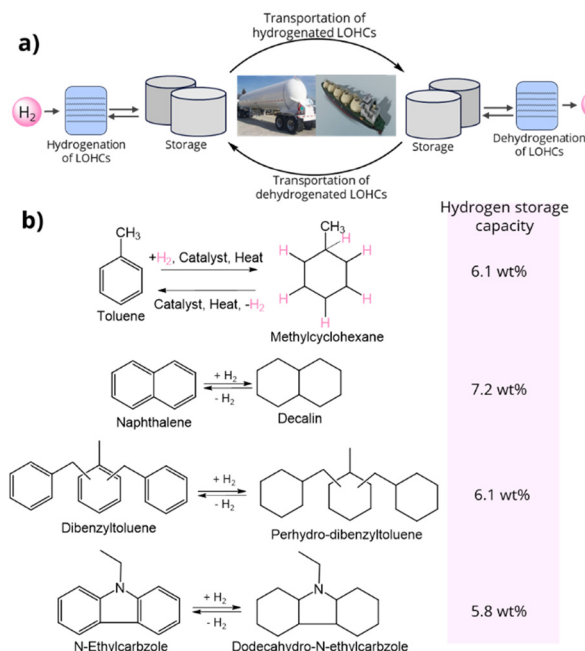 a)
Transportation of
hydrogenated LOHCs
H2
Hydrogenation
of LOHCs
Storage
Storage
Dehydrogenation
of LOHCs
Transportation of
dehydrogenated LOHCs
b)
Hydrogen storage
capacity
CH3
Toluene
+H2, Catalyst, Heat
Catalyst, Heat, -H2
CH3
H
H
H
H
H
H
Methylcyclohexane
6.1 wt%
Naphthalene
+ H2
- H2
Decalin
7.2 wt%
Dibenzyltoluene
+ H2
- H2
Perhydro-dibenzyltoluene
6.1 wt%
N
N-Ethylcarbzole
+ H2
- H2
N
Dodecahydro-N-ethylcarbzole
5.8 wt%